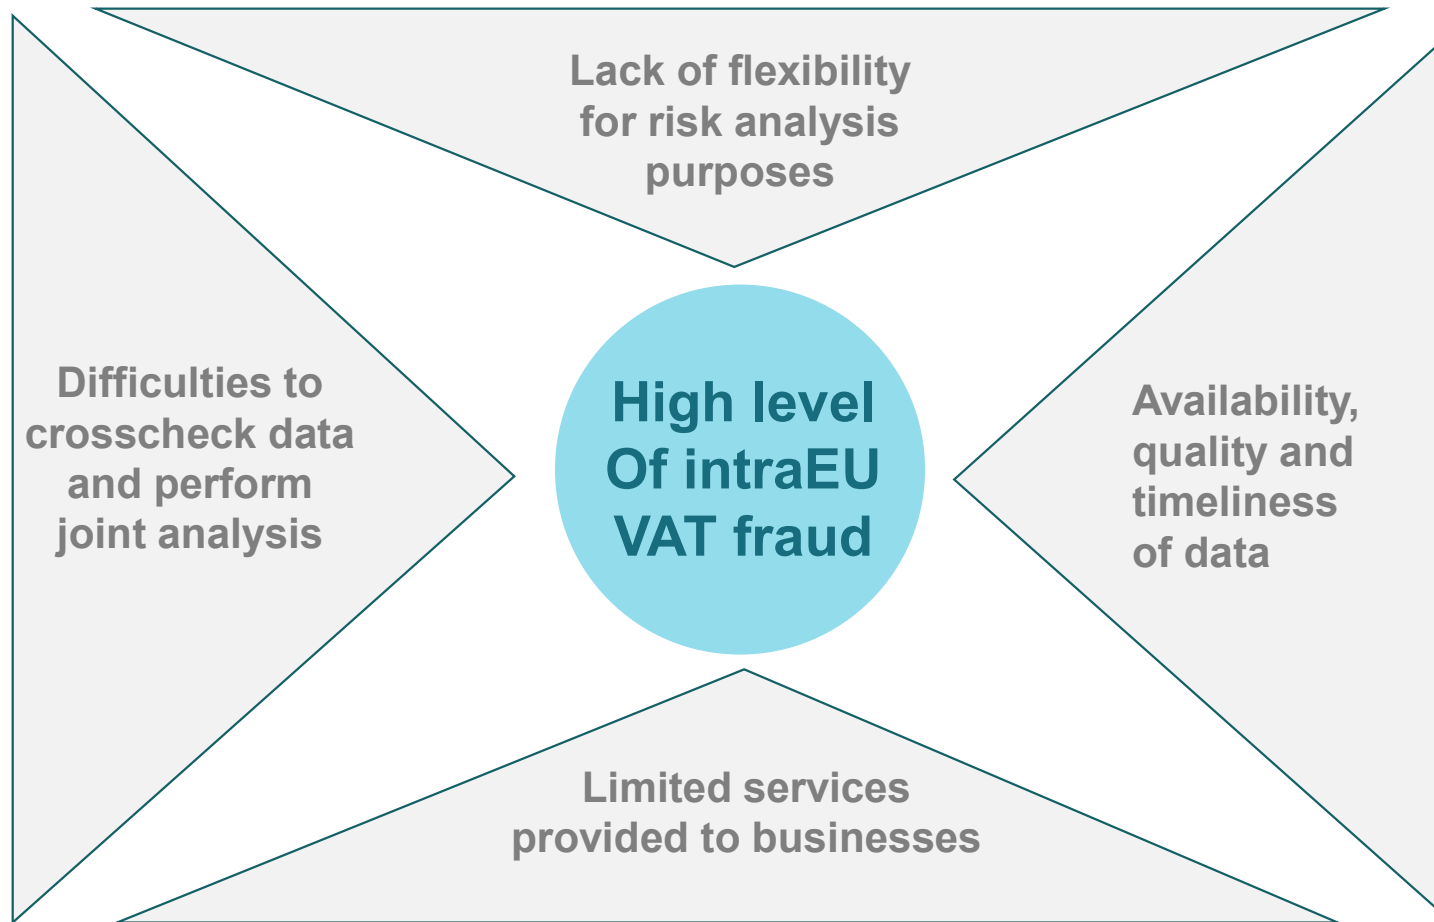 Lack of flexibility
for risk analysis
purposes
Difficulties to
crosscheck data
and perform
joint analysis
High level
Of intraEU
VAT fraud
Availability,
quality and
timeliness
of data
Limited services
provided to businesses